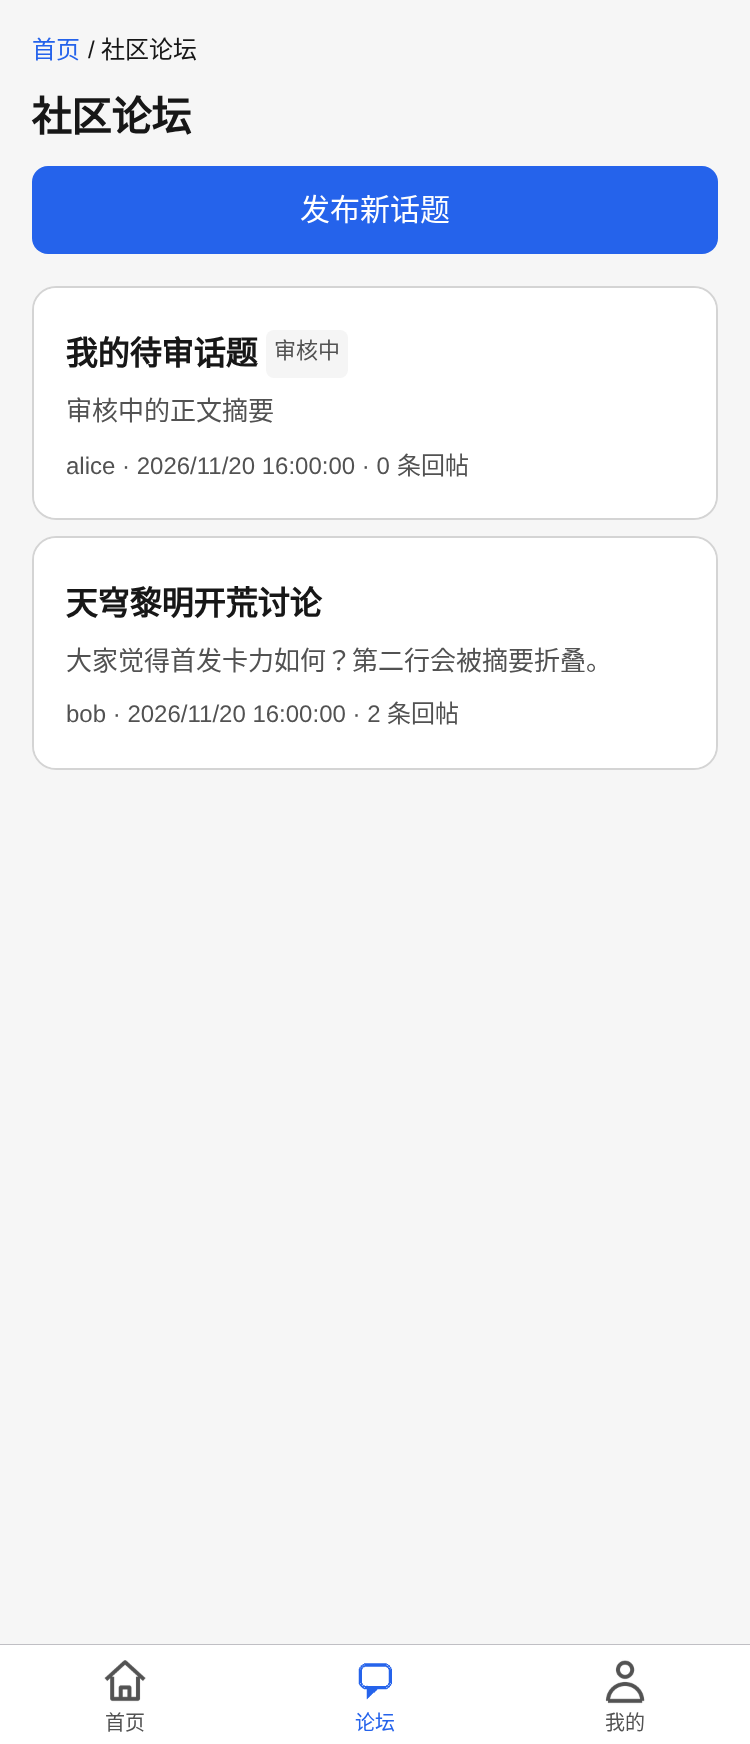 首页 / 社区论坛
社区论坛
发布新话题
我的待审话题 审核中
审核中的正文摘要
alice · 2026/11/20 16:00:00 · 0 条回帖
天穹黎明开荒讨论
大家觉得首发卡力如何？第二行会被摘要折叠。
bob · 2026/11/20 16:00:00 · 2 条回帖
首页
论坛
我的